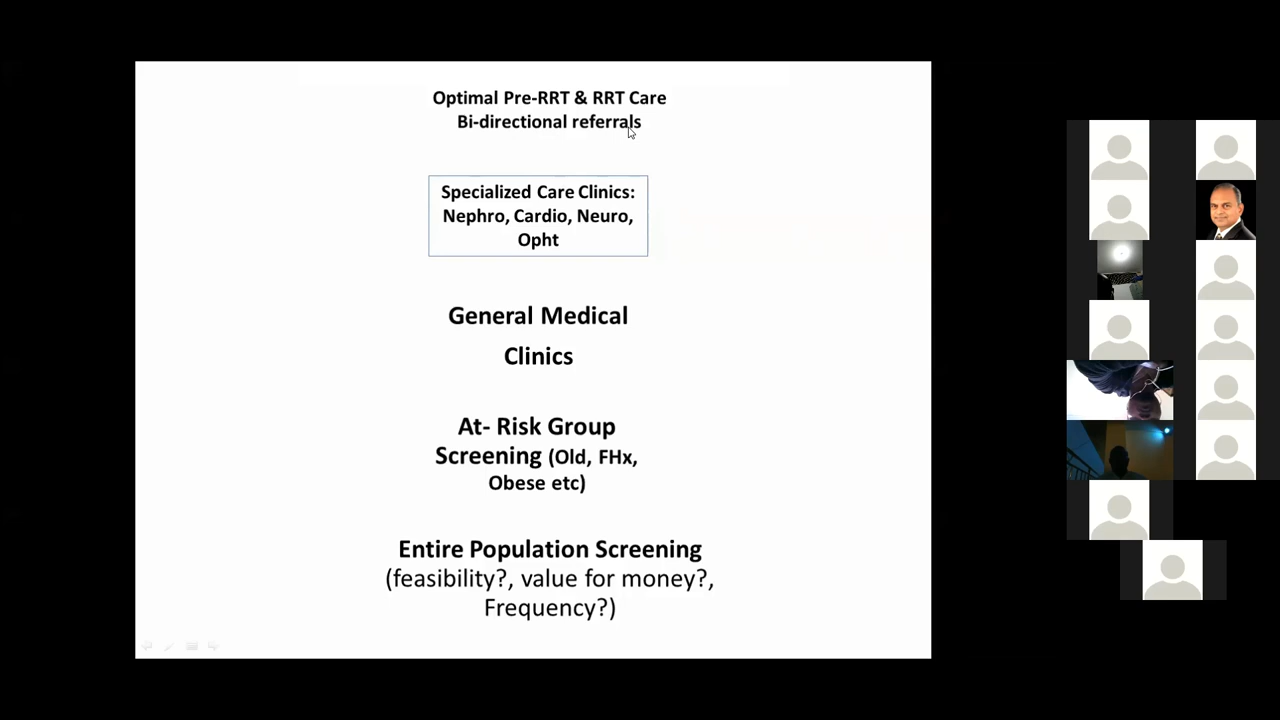 Optimal Pre-RRT & RRT Care
Bi-directional referrals
Specialized Care Clinics:
Nephro, Cardio, Neuro,
Opht
General Medical
Clinics
At- Risk Group
Screening (Old, FHx,
Obese etc)
Entire Population Screening
(feasibility?, value for money?,
Frequency?)